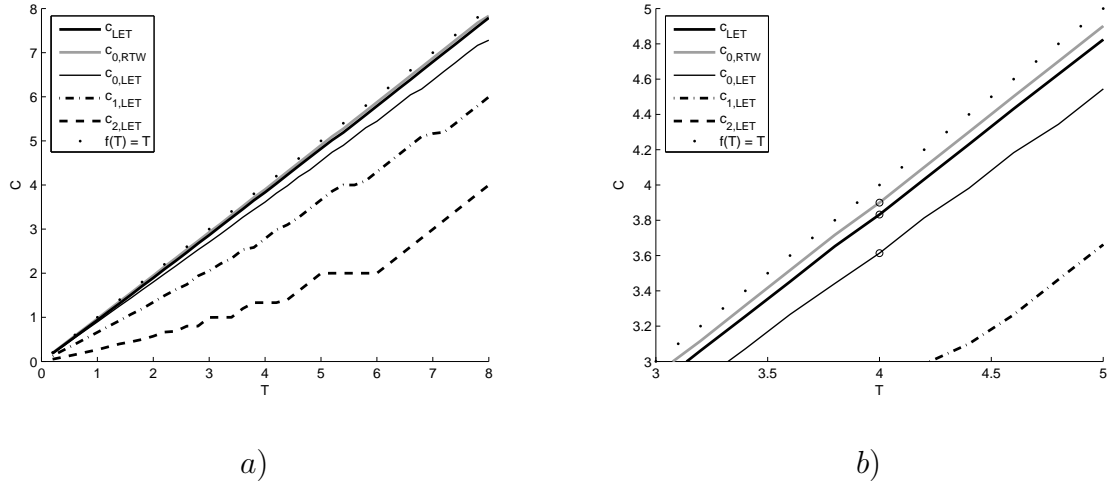 8
7
6
5
4
3
2
1
0
C
0 1 2 3 4 5 6 7 8
T
c_LET
c_0,RTW
c_0,LET
c_1,LET
c_2,LET
f(T) = T
a)
5
4.8
4.6
4.4
4.2
4
3.8
3.6
3.4
3.2
3
C
3 3.5 4 4.5 5
T
c_LET
c_0,RTW
c_0,LET
c_1,LET
c_2,LET
f(T) = T
b)